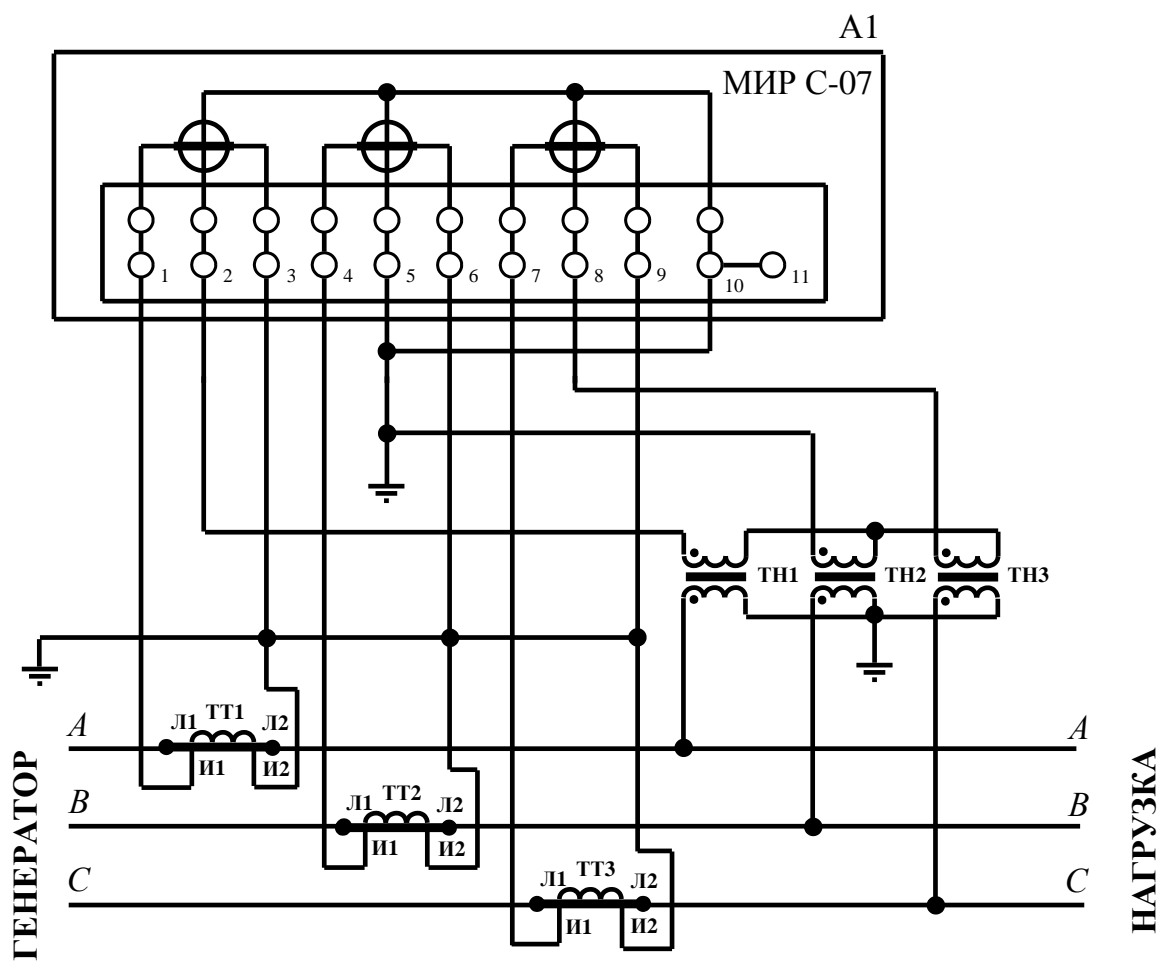 А1
МИР С-07
1 2 3 4 5 6 7 8 9 10 11
ТН1 ТН2 ТН3
A Л1 ТТ1 Л2 A
И1 И2
B Л1 ТТ2 Л2 B
И1 И2
C Л1 ТТ3 Л2 C
И1 И2
ГЕНЕРАТОР
НАГРУЗКА